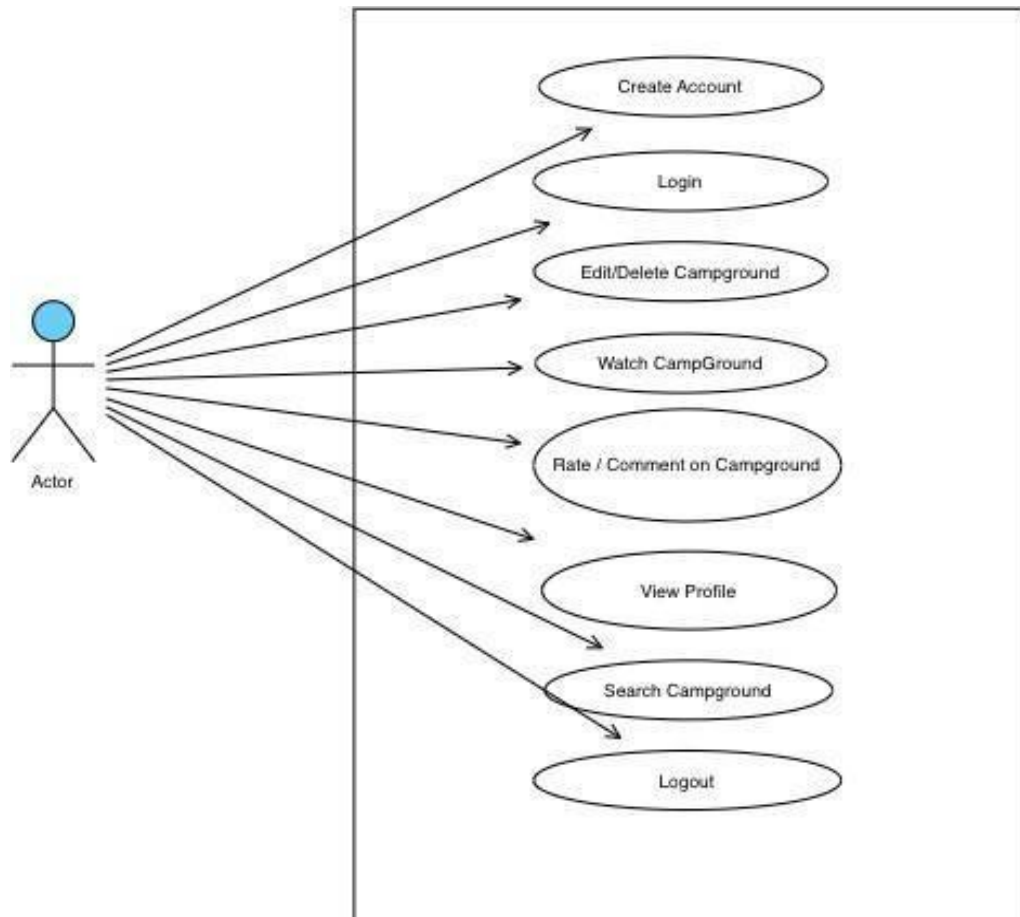 Create Account
Login
Edit/Delete Campground
Watch CampGround
Rate / Comment on Campground
Actor
View Profile
Search Campground
Logout